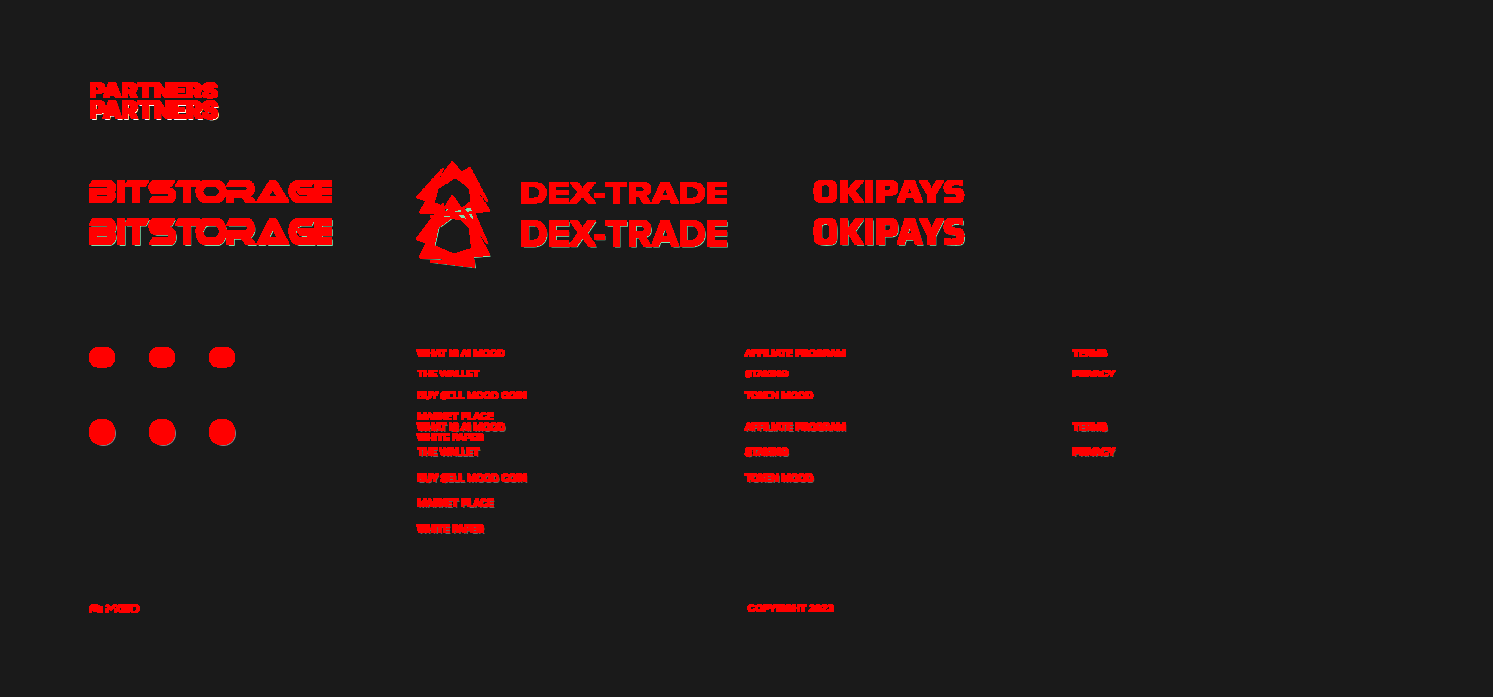 PARTNERS
PARTNERS
BITSTORAGE DEX-TRADE OKIPAYS
BITSTORAGE DEX-TRADE OKIPAYS
WHAT IS AI MOOD AFFILIATE PROGRAM TERMS
THE WALLET STAKING PRIVACY
BUY SELL MOOD COIN TOKEN MOOD
MARKET PLACE
WHAT IS AI MOOD AFFILIATE PROGRAM TERMS
WHITE PAPER
THE WALLET STAKING PRIVACY
BUY SELL MOOD COIN TOKEN MOOD
MARKET PLACE
WHITE PAPER
COPYRIGHT 2023